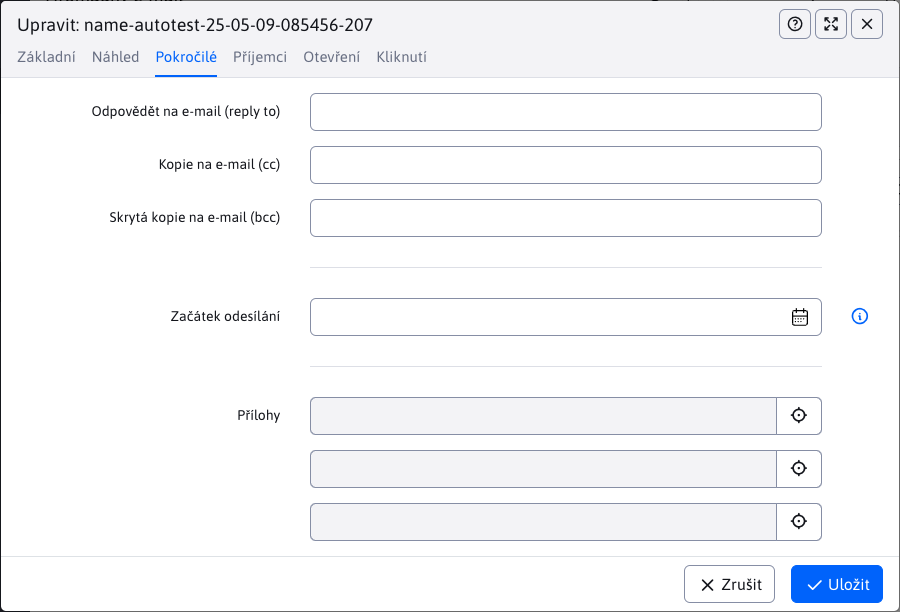 Upravit: name-autotest-25-05-09-085456-207
Základní Náhled Pokročilé Příjemci Otevření Kliknutí
Odpovědět na e-mail (reply to)
Kopie na e-mail (cc)
Skrytá kopie na e-mail (bcc)
Začátek odesílání
Přílohy
Zrušit Uložit